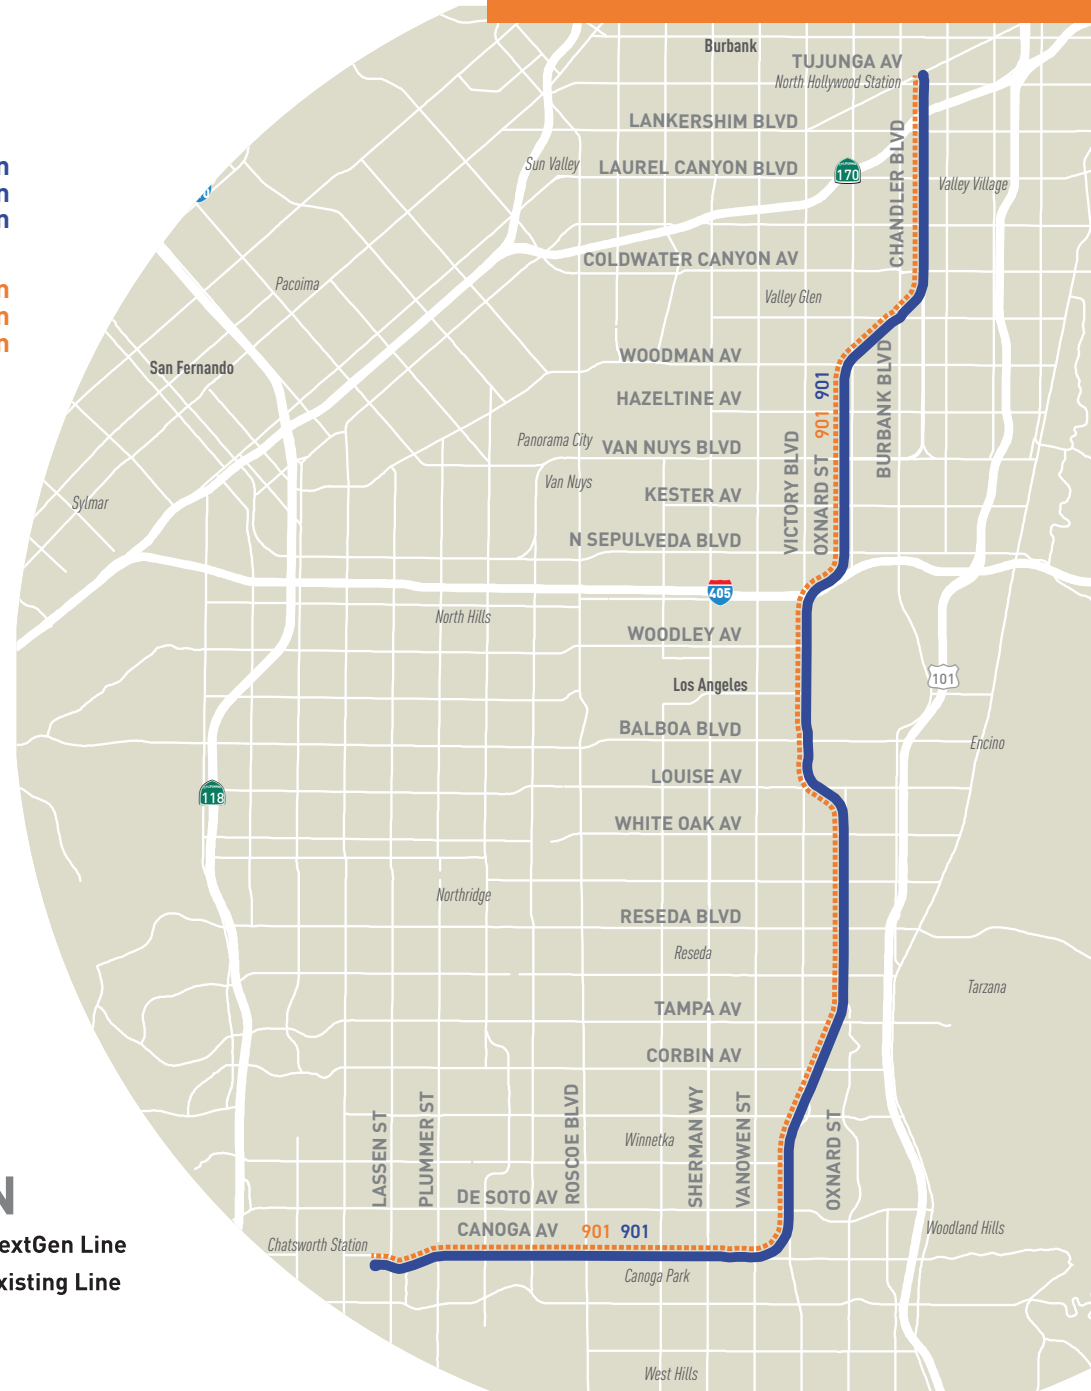 Burbank
TUJUNGA AV
North Hollywood Station
LANKERSHIM BLVD
Sun Valley
LAUREL CANYON BLVD
170
CHANDLER BLVD
Valley Village
COLDWATER CANYON AV
Pacoima
Valley Glen
San Fernando
WOODMAN AV
HAZELTINE AV
901 901
BURBANK BLVD
Panorama City
VAN NUYS BLVD
VICTORY BLVD
OXNARD ST
Van Nuys
KESTER AV
Sylmar
N SEPULVEDA BLVD
405
North Hills
WOODLEY AV
Los Angeles
101
BALBOA BLVD
Encino
LOUISE AV
118
WHITE OAK AV
Northridge
RESEDA BLVD
Reseda
Tarzana
TAMPA AV
CORBIN AV
LASSEN ST
PLUMMER ST
ROSCOE BLVD
Winnetka
SHERMAN WY
VANOWEN ST
OXNARD ST
DE SOTO AV
CANOGA AV 901 901
Woodland Hills
Chatsworth Station
Canoga Park
West Hills
N
extGen Line
xisting Line
n
n
n
n
n
n